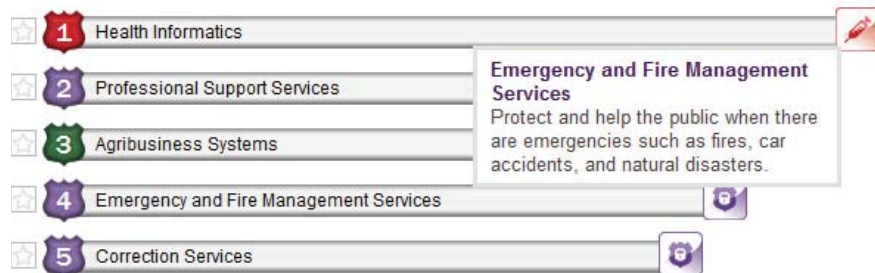 1 Health Informatics
2 Professional Support Services
3 Agribusiness Systems
4 Emergency and Fire Management Services
5 Correction Services
Emergency and Fire Management
Services
Protect and help the public when there
are emergencies such as fires, car
accidents, and natural disasters.